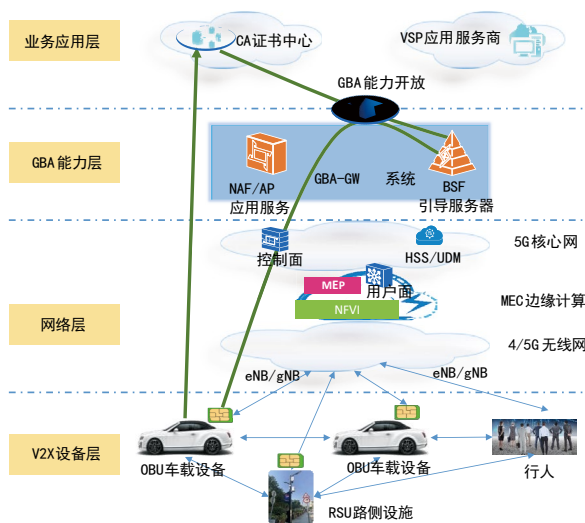 业务应用层
CA证书中心
VSP应用服务商
GBA能力开放
GBA能力层
NAF/AP
应用服务
GBA-GW
系统
BSF
引导服务器
5G核心网
控制面
HSS/UDM
MEP
用户面
NFVI
MEC边缘计算
网络层
4/5G无线网
eNB/gNB
eNB/gNB
V2X设备层
OBU车载设备
OBU车载设备
行人
RSU路侧设施